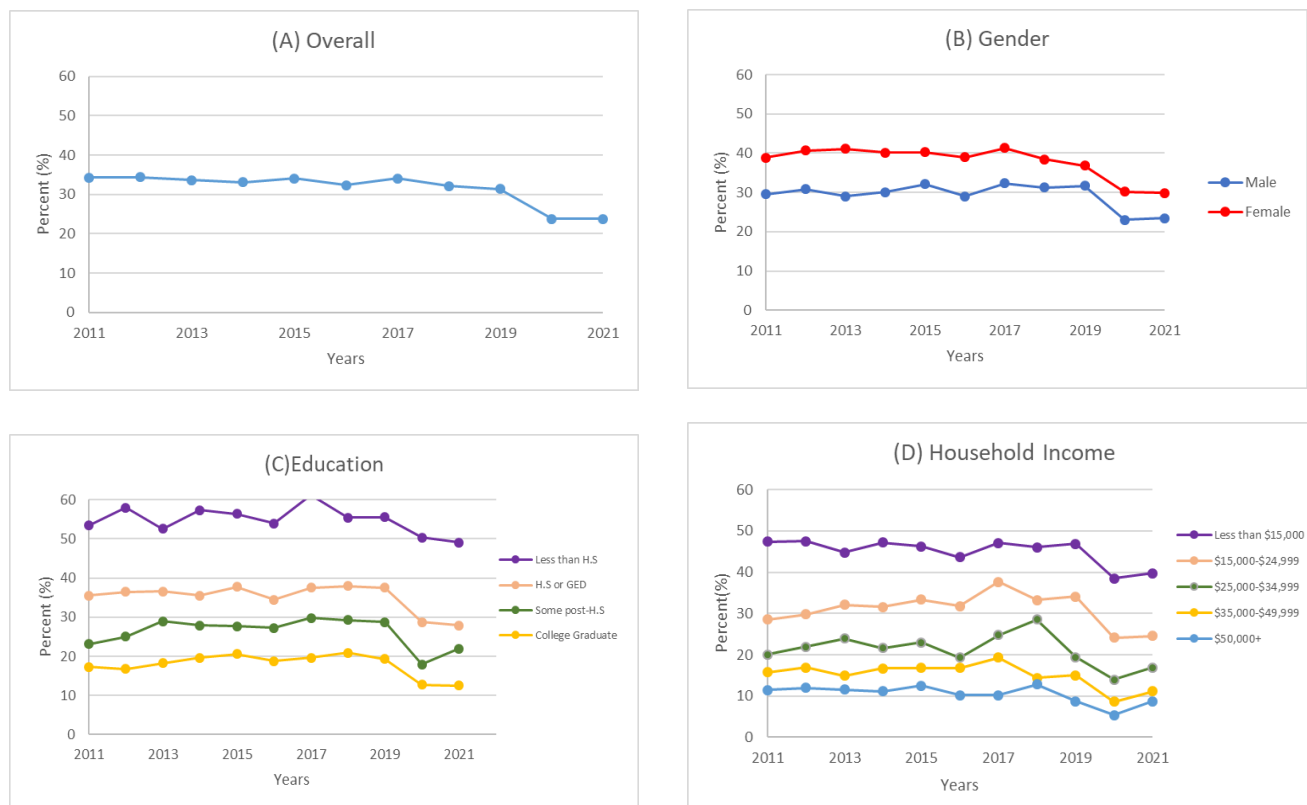 (A) Overall
60
50
40
30
20
10
0
Percent (%)
2011 2013 2015 2017 2019 2021
Years
(B) Gender
60
50
40
30
20
10
0
Percent (%)
2011 2013 2015 2017 2019 2021
Years
Male
Female
(C)Education
60
50
40
30
20
10
0
Percent (%)
2011 2013 2015 2017 2019 2021
Years
Less than H.S
H.S or GED
Some post-H.S
College Graduate
(D) Household Income
60
50
40
30
20
10
0
Percent(%)
2011 2013 2015 2017 2019 2021
Years
Less than $15,000
$15,000-$24,999
$25,000-$34,999
$35,000-$49,999
$50,000+